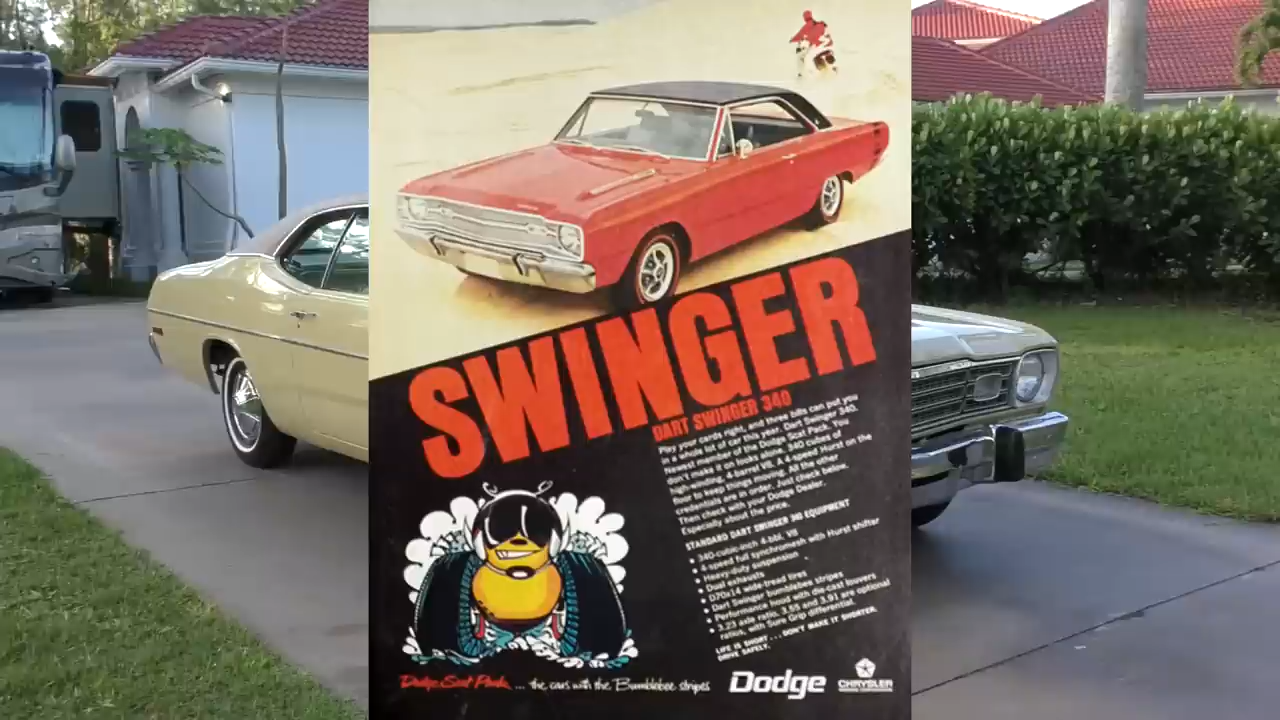 SWINGER
DART SWINGER 340
Play your cards right, and three bills can put you
in a whole lot of car this year. Dart Swinger 340.
Newest member of the Dodge Scat Pack. You
don't make it on looks alone. 340 cubes of
high-winding, 4-barrel V8. A 4-speed Hurst on the
floor to keep things moving. All the other
credentials are in order. Just check below.
Then check with your Dodge Dealer.
Especially about the price.
STANDARD DART SWINGER 340 EQUIPMENT
• 340-cubic-inch 4-bbl. V8
• 4-speed full synchromesh with Hurst shifter
• Heavy-duty suspension
• Dual exhausts
• D70x14 wide-tread tires
• Dart Swinger bumblebee stripes
• Performance hood with die-cast louvers
• 3.23 axle ratio. 3.55 and 3.91 are optional
ratios, with Sure Grip differential.
LIFE IS SHORT . . . DON'T MAKE IT SHORTER.
DRIVE SAFELY.
Dodge Scat Pack ... the cars with the Bumblebee stripes
Dodge
CHRYSLER